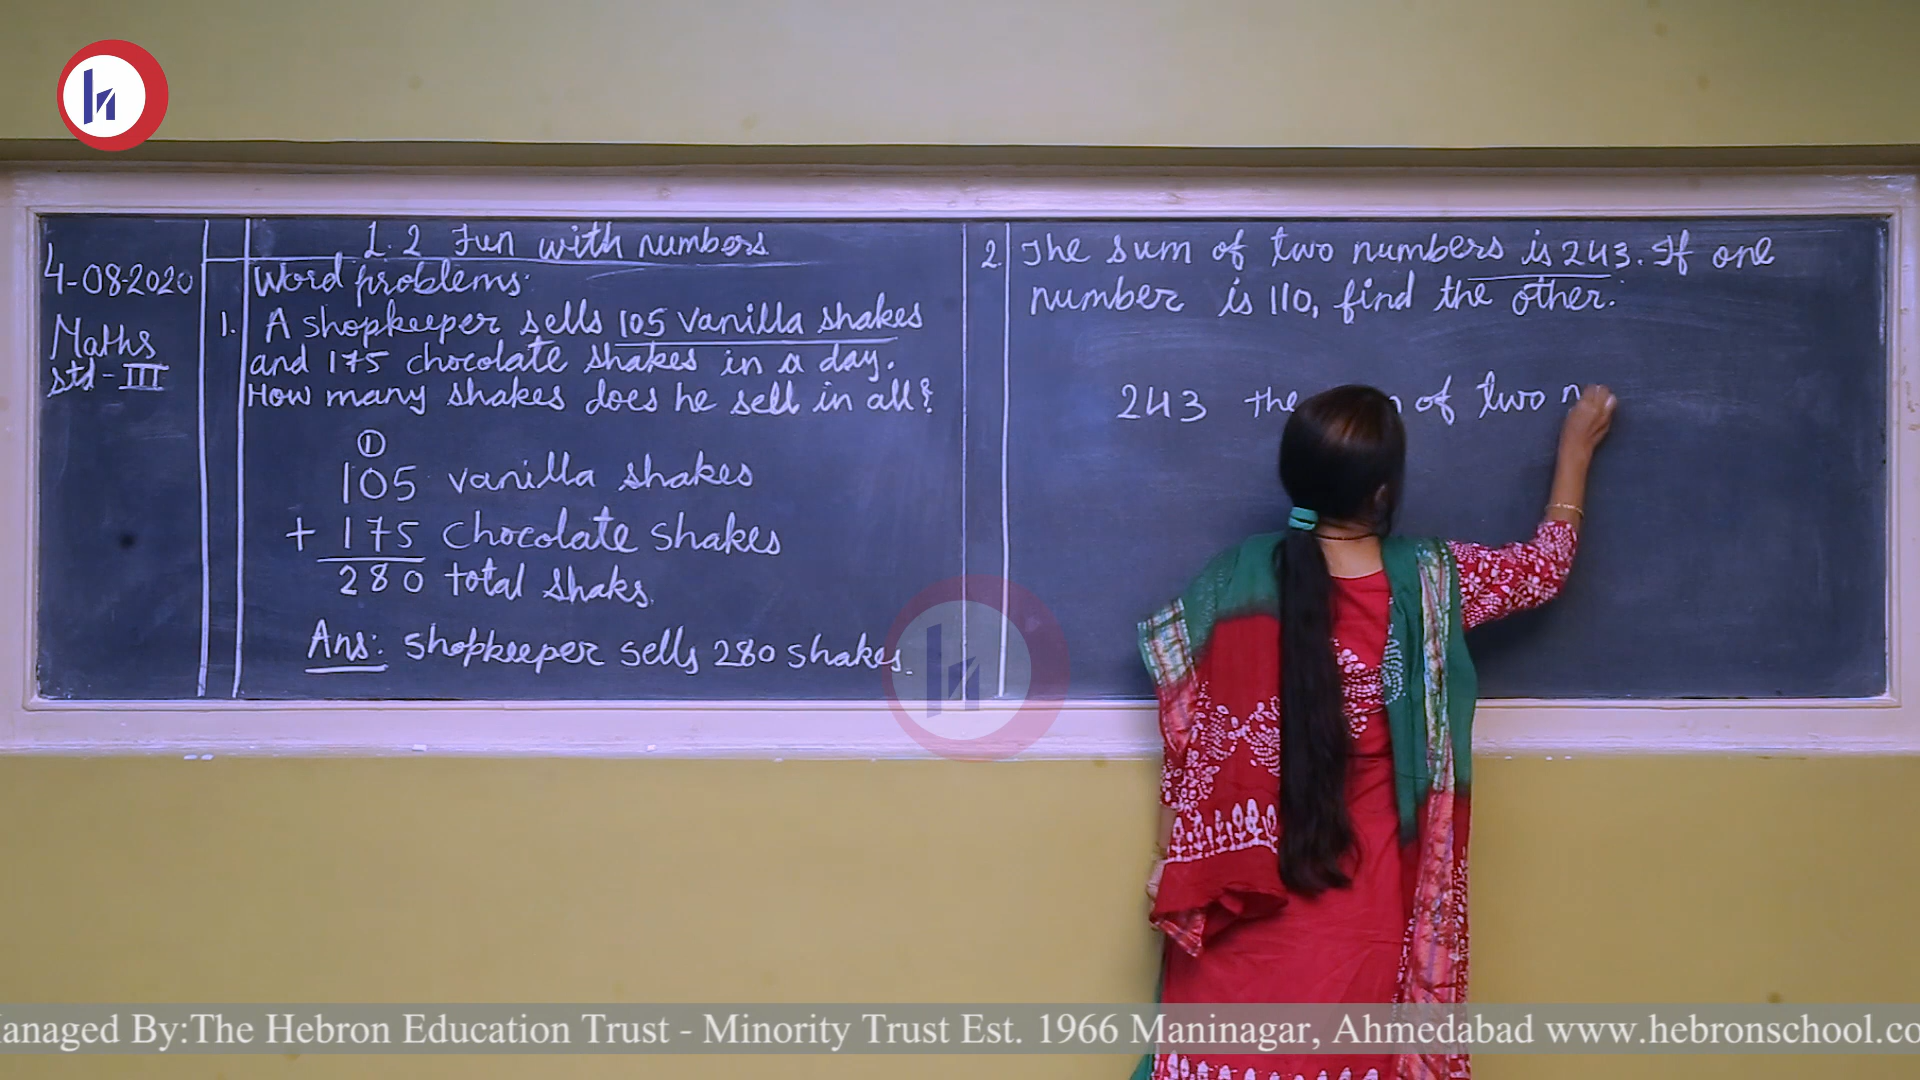 4-08-2020
Maths
std - III
1.2 Fun with numbers
Word problems.
1. A shopkeeper sells 105 vanilla shakes
and 175 chocolate shakes in a day.
How many shakes does he sell in all?
1
105 vanilla shakes
+ 175 chocolate shakes
280 total shaks.
Ans: shopkeeper sells 280 shakes.
2. The sum of two numbers is 243. If one
number is 110, find the other.
243 the of two n
anaged By:The Hebron Education Trust - Minority Trust Est. 1966 Maninagar, Ahmedabad www.hebronschool.co